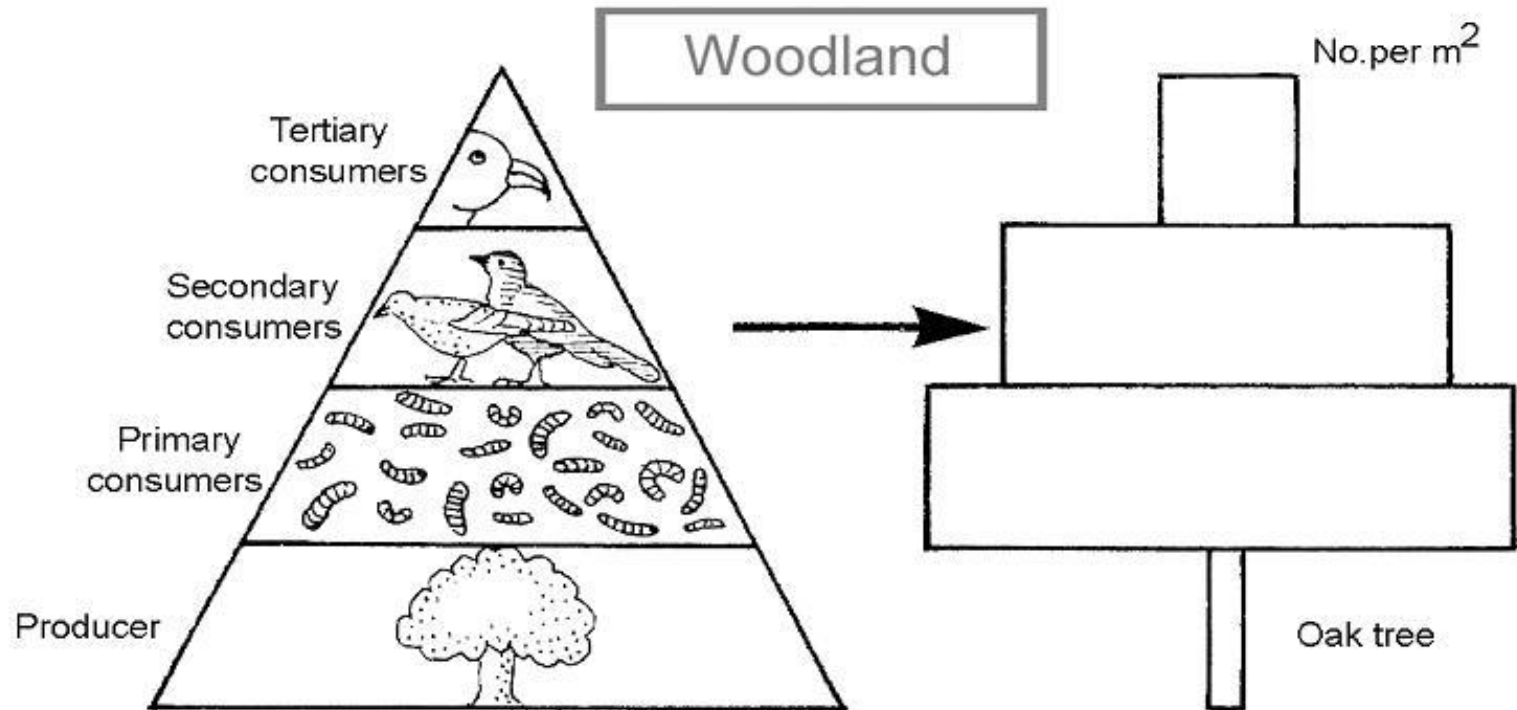 Woodland
No.per m²
Tertiary
consumers
Secondary
consumers
Primary
consumers
Producer
Oak tree